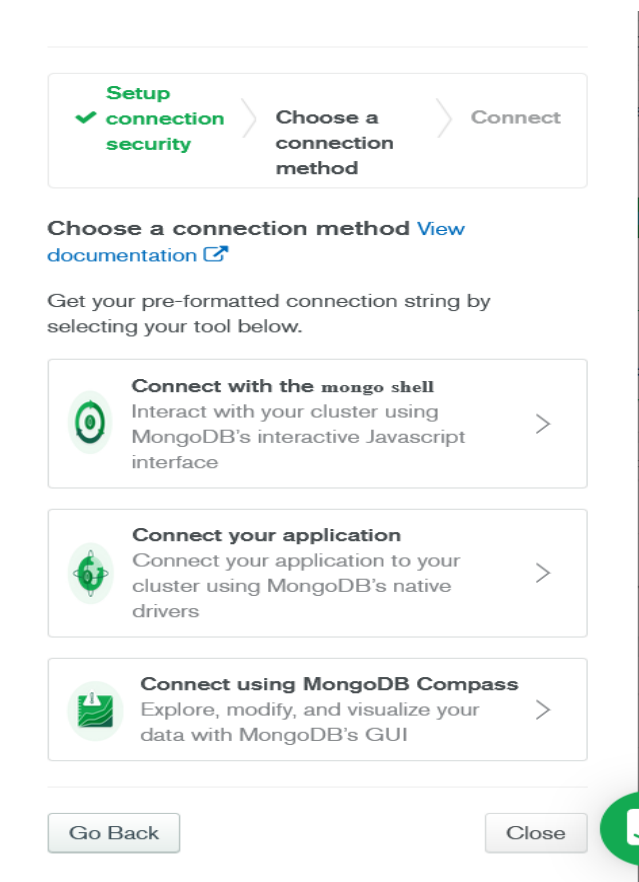 Setup
connection
security
Choose a
connection
method
Connect
Choose a connection method View
documentation
Get your pre-formatted connection string by
selecting your tool below.
Connect with the mongo shell
Interact with your cluster using
MongoDB's interactive Javascript
interface
Connect your application
Connect your application to your
cluster using MongoDB's native
drivers
Connect using MongoDB Compass
Explore, modify, and visualize your
data with MongoDB's GUI
Go Back
Close